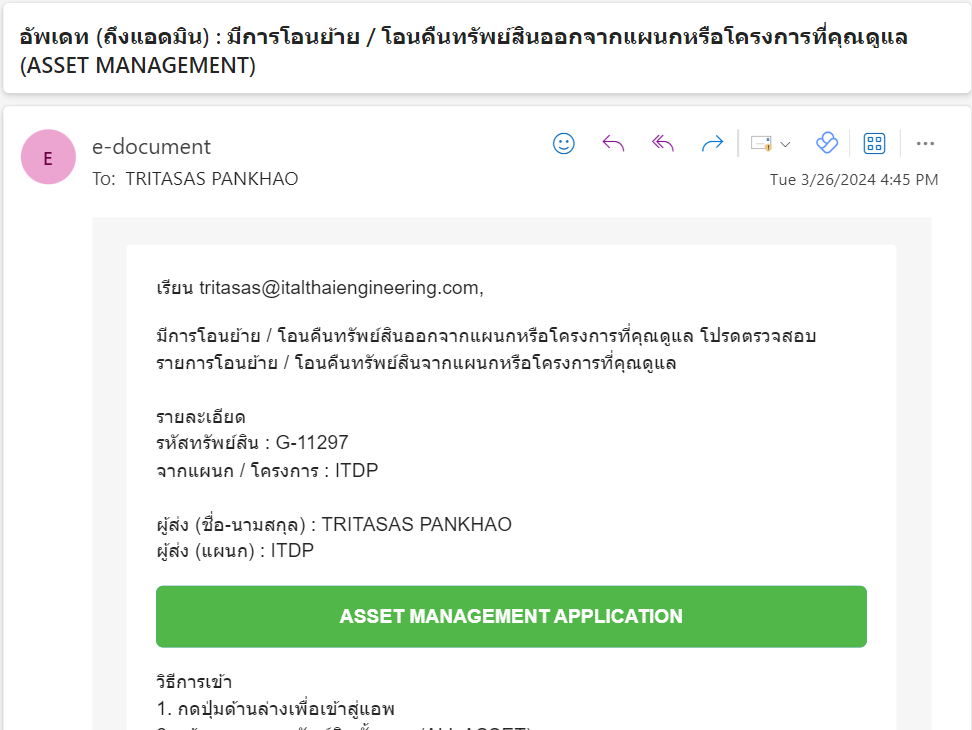 อัพเดท (ถึงแอดมิน) : มีการโอนย้าย / โอนคืนทรัพย์สินออกจากแผนกหรือโครงการที่คุณดูแล
(ASSET MANAGEMENT)
E
e-document
To: TRITASAS PANKHAO
Tue 3/26/2024 4:45 PM
เรียน tritasas@italthaiengineering.com,
มีการโอนย้าย / โอนคืนทรัพย์สินออกจากแผนกหรือโครงการที่คุณดูแล โปรดตรวจสอบ
รายการโอนย้าย / โอนคืนทรัพย์สินจากแผนกหรือโครงการที่คุณดูแล
รายละเอียด
รหัสทรัพย์สิน : G-11297
จากแผนก / โครงการ : ITDP
ผู้ส่ง (ชื่อ-นามสกุล) : TRITASAS PANKHAO
ผู้ส่ง (แผนก) : ITDP
ASSET MANAGEMENT APPLICATION
วิธีการเข้า
1. กดปุ่มด้านล่างเพื่อเข้าสู่แอพ